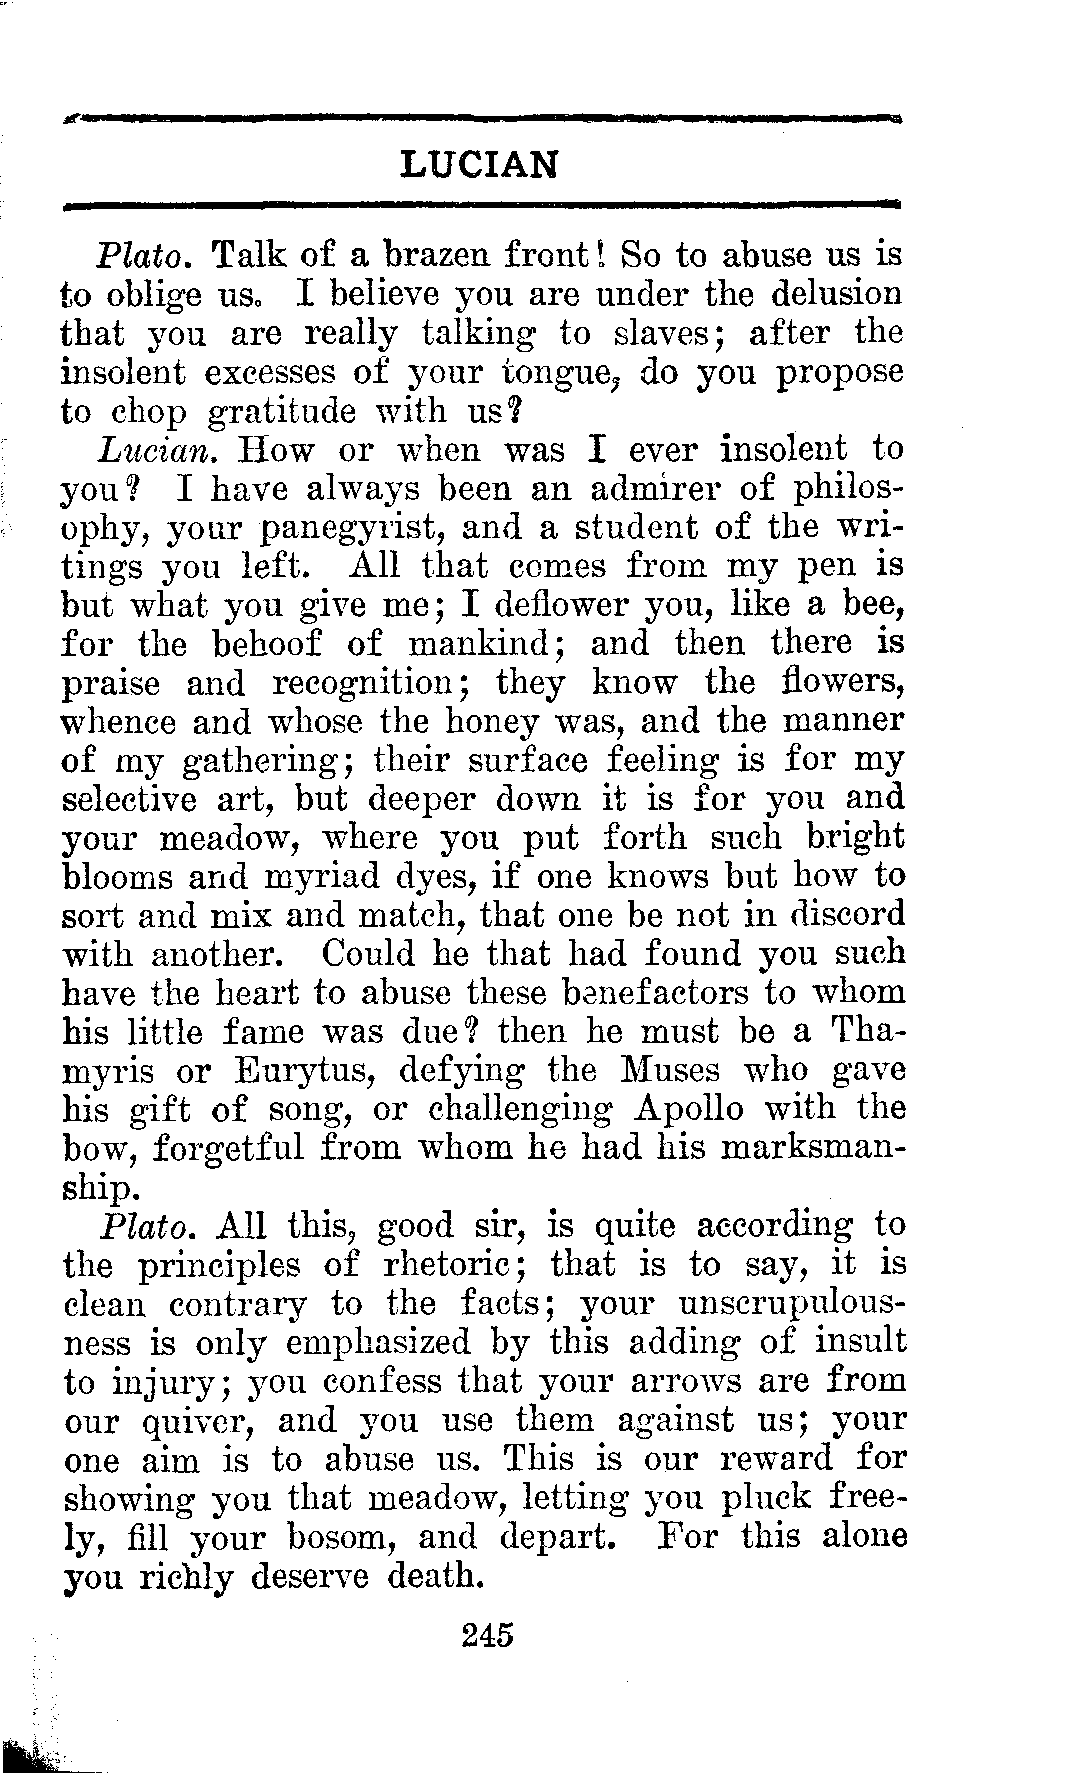 LUCIAN
Plato. Talk of a brazen front! So to abuse us is
to oblige us. I believe you are under the delusion
that you are really talking to slaves; after the
insolent excesses of your tongue, do you propose
to chop gratitude with us?
Lucian. How or when was I ever insolent to
you? I have always been an admirer of philos-
ophy, your panegyrist, and a student of the wri-
tings you left. All that comes from my pen is
but what you give me; I deflower you, like a bee,
for the behoof of mankind; and then there is
praise and recognition; they know the flowers,
whence and whose the honey was, and the manner
of my gathering; their surface feeling is for my
selective art, but deeper down it is for you and
your meadow, where you put forth such bright
blooms and myriad dyes, if one knows but how to
sort and mix and match, that one be not in discord
with another. Could he that had found you such
have the heart to abuse these benefactors to whom
his little fame was due? then he must be a Tha-
myris or Eurytus, defying the Muses who gave
his gift of song, or challenging Apollo with the
bow, forgetful from whom he had his marksman-
ship.
Plato. All this, good sir, is quite according to
the principles of rhetoric; that is to say, it is
clean contrary to the facts; your unscrupulous-
ness is only emphasized by this adding of insult
to injury; you confess that your arrows are from
our quiver, and you use them against us; your
one aim is to abuse us. This is our reward for
showing you that meadow, letting you pluck free-
ly, fill your bosom, and depart. For this alone
you richly deserve death.
245